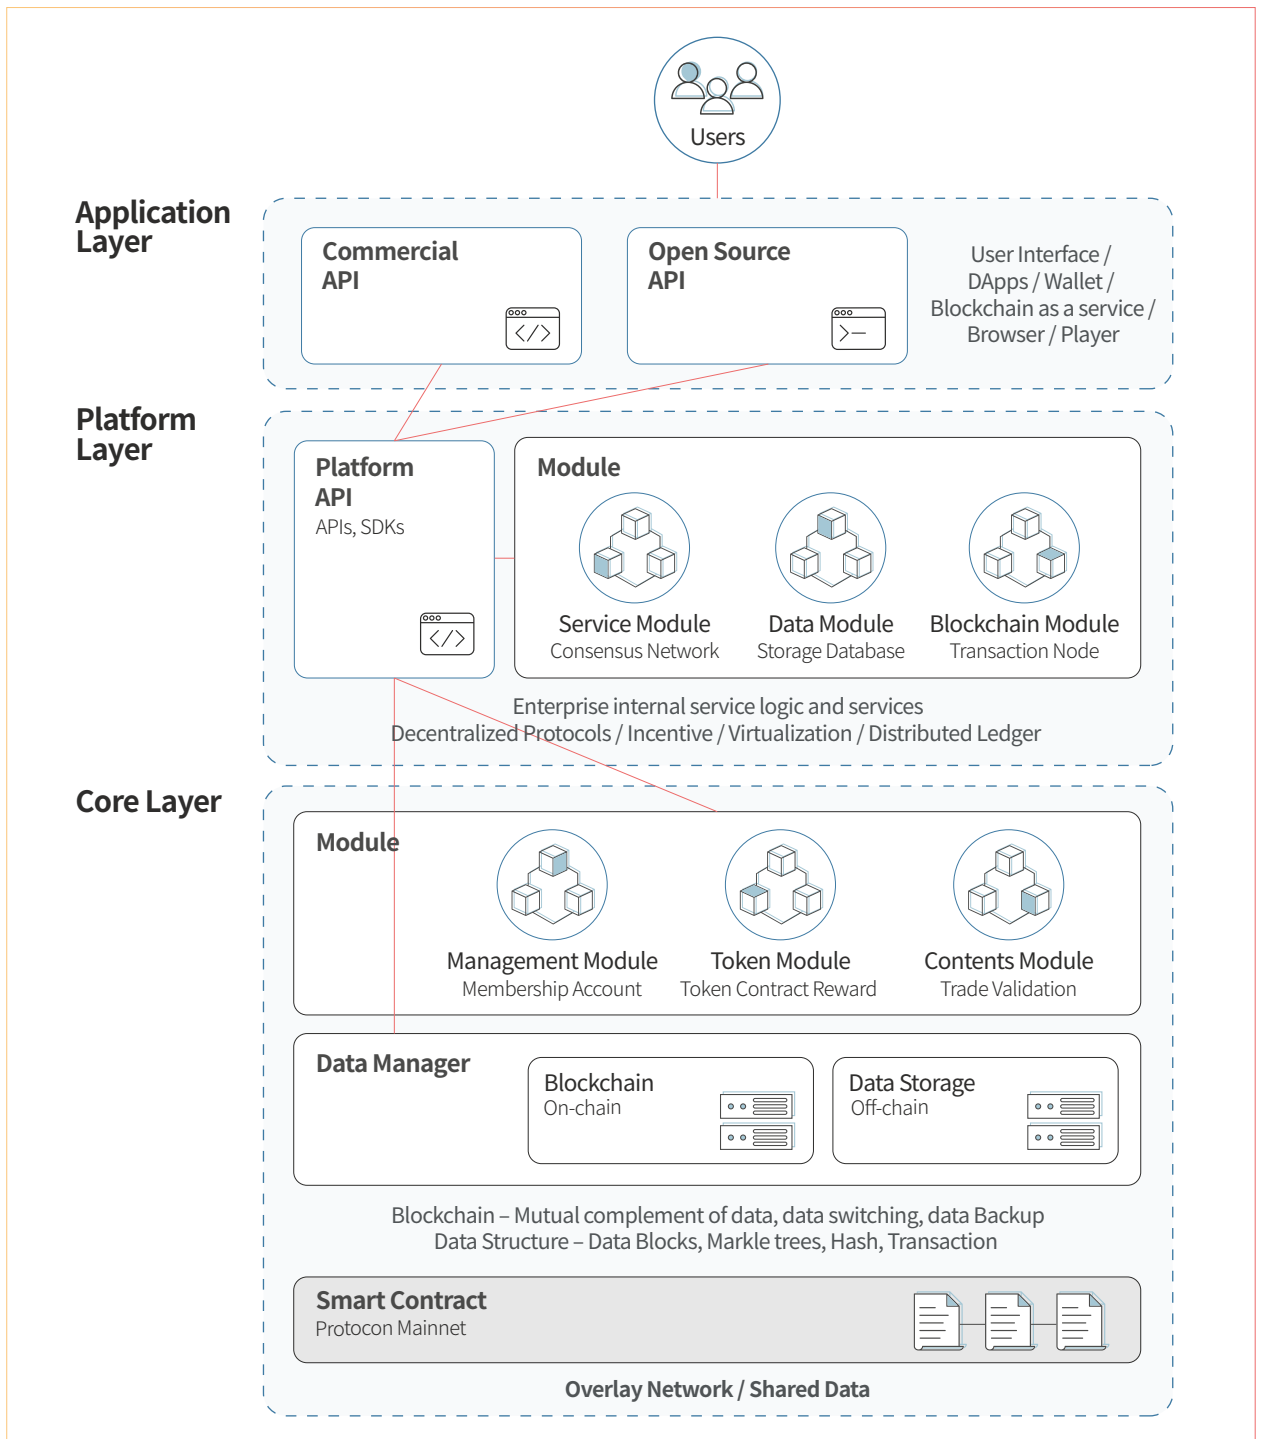 Users
Application
Layer
Commercial
API
Open Source
API
User Interface /
DApps / Wallet /
Blockchain as a service /
Browser / Player
Platform
Layer
Platform
API
APIs, SDKs
Module
Service Module
Consensus Network
Data Module
Storage Database
Blockchain Module
Transaction Node
Enterprise internal service logic and services
Decentralized Protocols / Incentive / Virtualization / Distributed Ledger
Core Layer
Module
Management Module
Membership Account
Token Module
Token Contract Reward
Contents Module
Trade Validation
Data Manager
Blockchain
On-chain
Data Storage
Off-chain
Blockchain – Mutual complement of data, data switching, data Backup
Data Structure – Data Blocks, Markle trees, Hash, Transaction
Smart Contract
Protocon Mainnet
Overlay Network / Shared Data